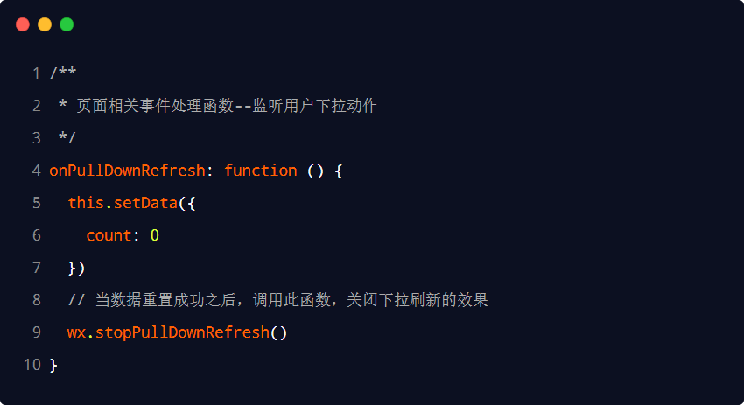 1 /**
2  * 页面相关事件处理函数--监听用户下拉动作
3  */
4 onPullDownRefresh: function () {
5   this.setData({
6     count: 0
7   })
8   // 当数据重置成功之后，调用此函数，关闭下拉刷新的效果
9   wx.stopPullDownRefresh()
10 }